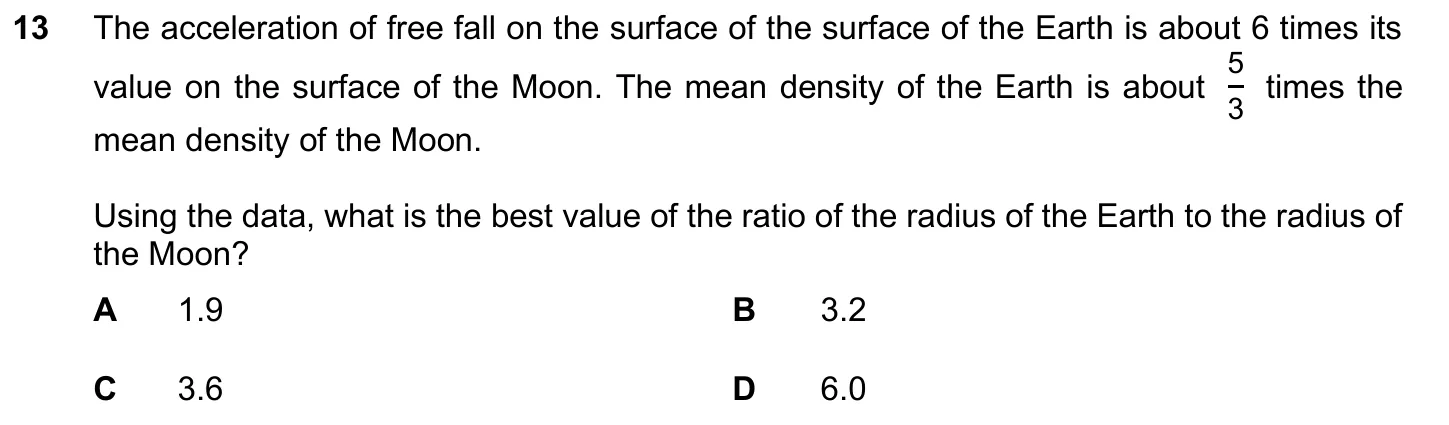 13 The acceleration of free fall on the surface of the surface of the Earth is about 6 times its
value on the surface of the Moon. The mean density of the Earth is about 5/3 times the
mean density of the Moon.
Using the data, what is the best value of the ratio of the radius of the Earth to the radius of
the Moon?
A 1.9 B 3.2
C 3.6 D 6.0